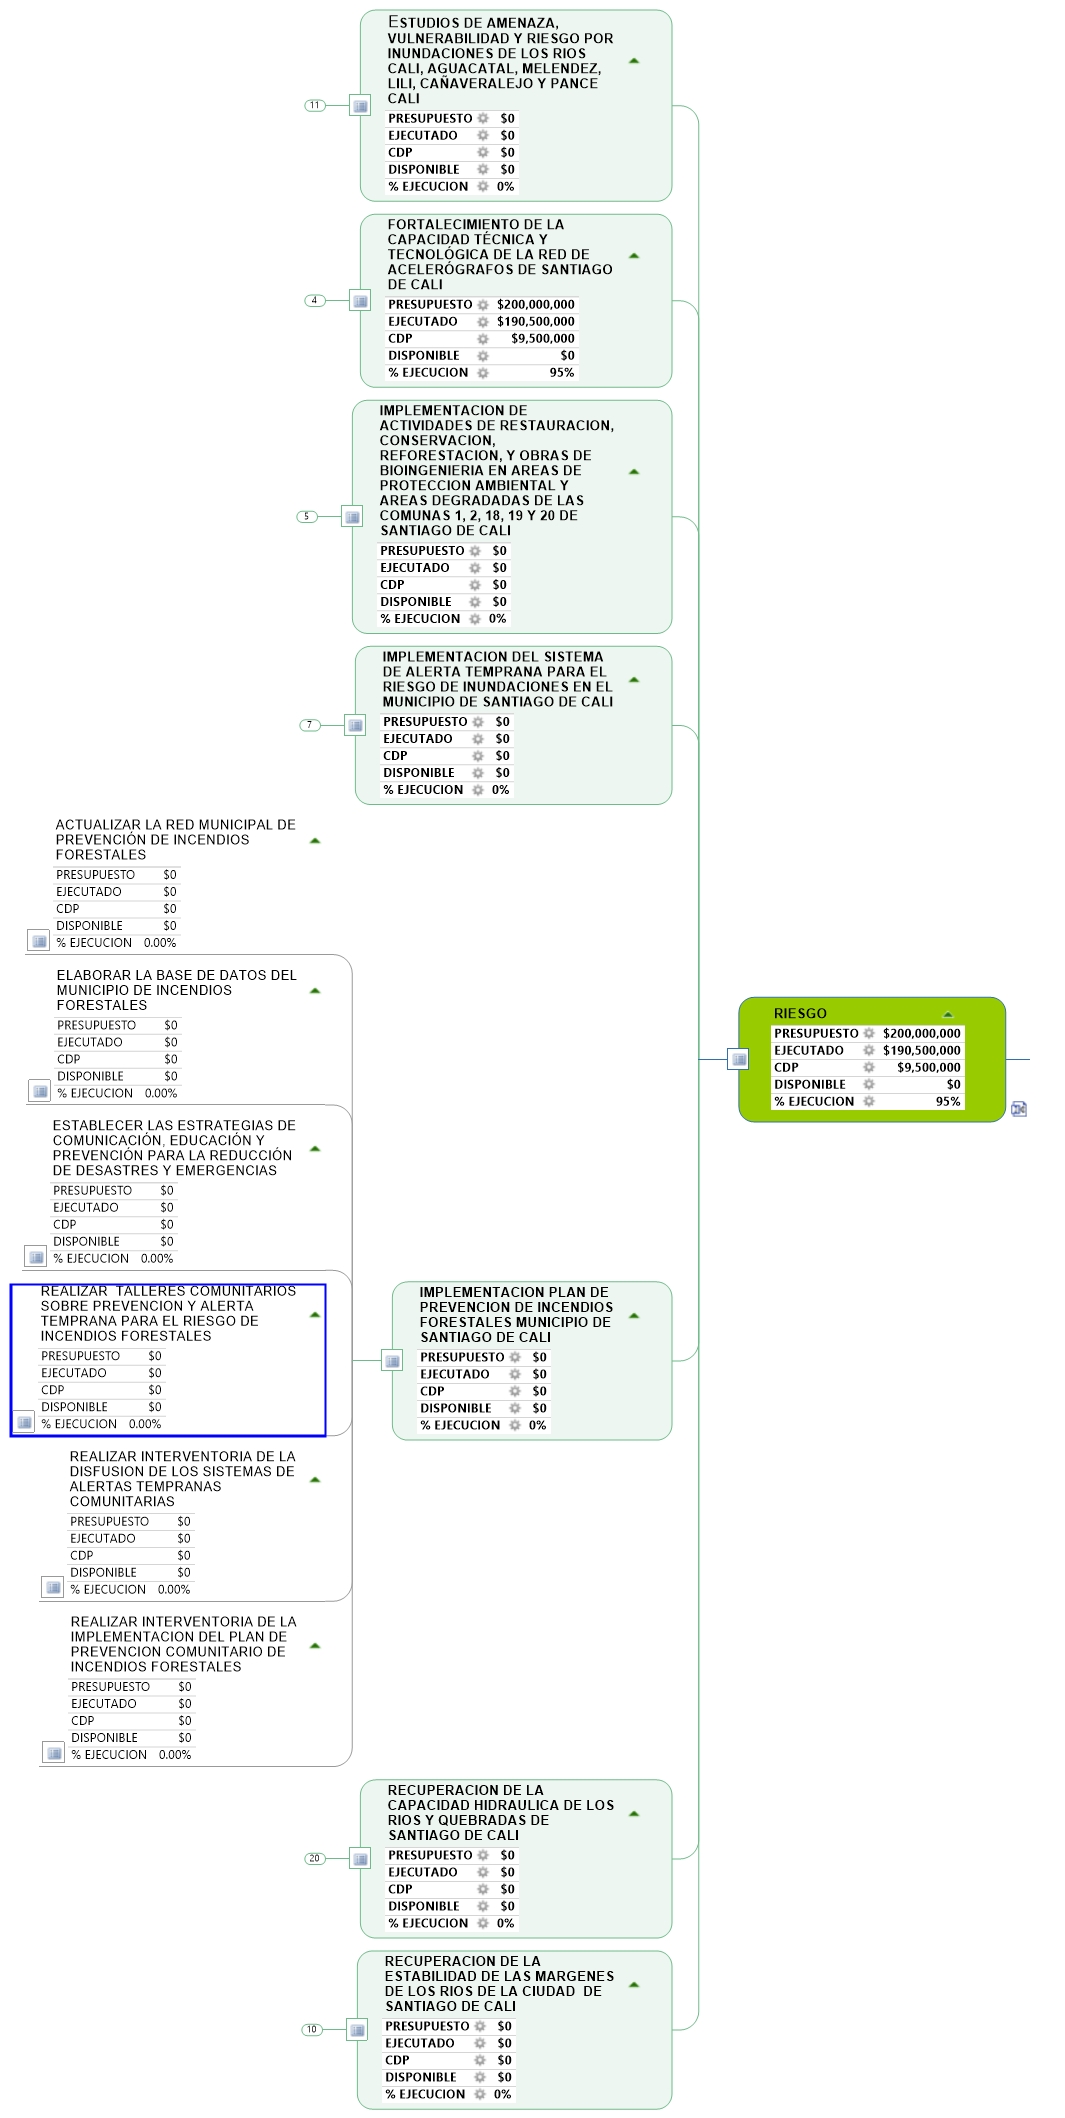 ESTUDIOS DE AMENAZA,
VULNERABILIDAD Y RIESGO POR
INUNDACIONES DE LOS RIOS
CALI, AGUACATAL, MELENDEZ,
LILI, CAÑAVERALEJO Y PANCE
CALI
11
PRESUPUESTO $0
EJECUTADO $0
CDP $0
DISPONIBLE $0
% EJECUCION 0%
FORTALECIMIENTO DE LA
CAPACIDAD TÉCNICA Y
TECNOLÓGICA DE LA RED DE
ACELERÓGRAFOS DE SANTIAGO
DE CALI
4
PRESUPUESTO $200,000,000
EJECUTADO $190,500,000
CDP $9,500,000
DISPONIBLE $0
% EJECUCION 95%
IMPLEMENTACION DE
ACTIVIDADES DE RESTAURACION,
CONSERVACION,
REFORESTACION, Y OBRAS DE
BIOINGENIERIA EN AREAS DE
PROTECCION AMBIENTAL Y
AREAS DEGRADADAS DE LAS
COMUNAS 1, 2, 18, 19 Y 20 DE
SANTIAGO DE CALI
5
PRESUPUESTO $0
EJECUTADO $0
CDP $0
DISPONIBLE $0
% EJECUCION 0%
IMPLEMENTACION DEL SISTEMA
DE ALERTA TEMPRANA PARA EL
RIESGO DE INUNDACIONES EN EL
MUNICIPIO DE SANTIAGO DE CALI
7
PRESUPUESTO $0
EJECUTADO $0
CDP $0
DISPONIBLE $0
% EJECUCION 0%
ACTUALIZAR LA RED MUNICIPAL DE
PREVENCIÓN DE INCENDIOS
FORESTALES
PRESUPUESTO $0
EJECUTADO $0
CDP $0
DISPONIBLE $0
% EJECUCION 0.00%
ELABORAR LA BASE DE DATOS DEL
MUNICIPIO DE INCENDIOS
FORESTALES
PRESUPUESTO $0
EJECUTADO $0
CDP $0
DISPONIBLE $0
% EJECUCION 0.00%
ESTABLECER LAS ESTRATEGIAS DE
COMUNICACIÓN, EDUCACIÓN Y
PREVENCIÓN PARA LA REDUCCIÓN
DE DESASTRES Y EMERGENCIAS
PRESUPUESTO $0
EJECUTADO $0
CDP $0
DISPONIBLE $0
% EJECUCION 0.00%
REALIZAR TALLERES COMUNITARIOS
SOBRE PREVENCION Y ALERTA
TEMPRANA PARA EL RIESGO DE
INCENDIOS FORESTALES
PRESUPUESTO $0
EJECUTADO $0
CDP $0
DISPONIBLE $0
% EJECUCION 0.00%
REALIZAR INTERVENTORIA DE LA
DISFUSION DE LOS SISTEMAS DE
ALERTAS TEMPRANAS
COMUNITARIAS
PRESUPUESTO $0
EJECUTADO $0
CDP $0
DISPONIBLE $0
% EJECUCION 0.00%
REALIZAR INTERVENTORIA DE LA
IMPLEMENTACION DEL PLAN DE
PREVENCION COMUNITARIO DE
INCENDIOS FORESTALES
PRESUPUESTO $0
EJECUTADO $0
CDP $0
DISPONIBLE $0
% EJECUCION 0.00%
IMPLEMENTACION PLAN DE
PREVENCION DE INCENDIOS
FORESTALES MUNICIPIO DE
SANTIAGO DE CALI
PRESUPUESTO $0
EJECUTADO $0
CDP $0
DISPONIBLE $0
% EJECUCION 0%
RIESGO
PRESUPUESTO $200,000,000
EJECUTADO $190,500,000
CDP $9,500,000
DISPONIBLE $0
% EJECUCION 95%
RECUPERACION DE LA
CAPACIDAD HIDRAULICA DE LOS
RIOS Y QUEBRADAS DE
SANTIAGO DE CALI
20
PRESUPUESTO $0
EJECUTADO $0
CDP $0
DISPONIBLE $0
% EJECUCION 0%
RECUPERACION DE LA
ESTABILIDAD DE LAS MARGENES
DE LOS RIOS DE LA CIUDAD DE
SANTIAGO DE CALI
10
PRESUPUESTO $0
EJECUTADO $0
CDP $0
DISPONIBLE $0
% EJECUCION 0%